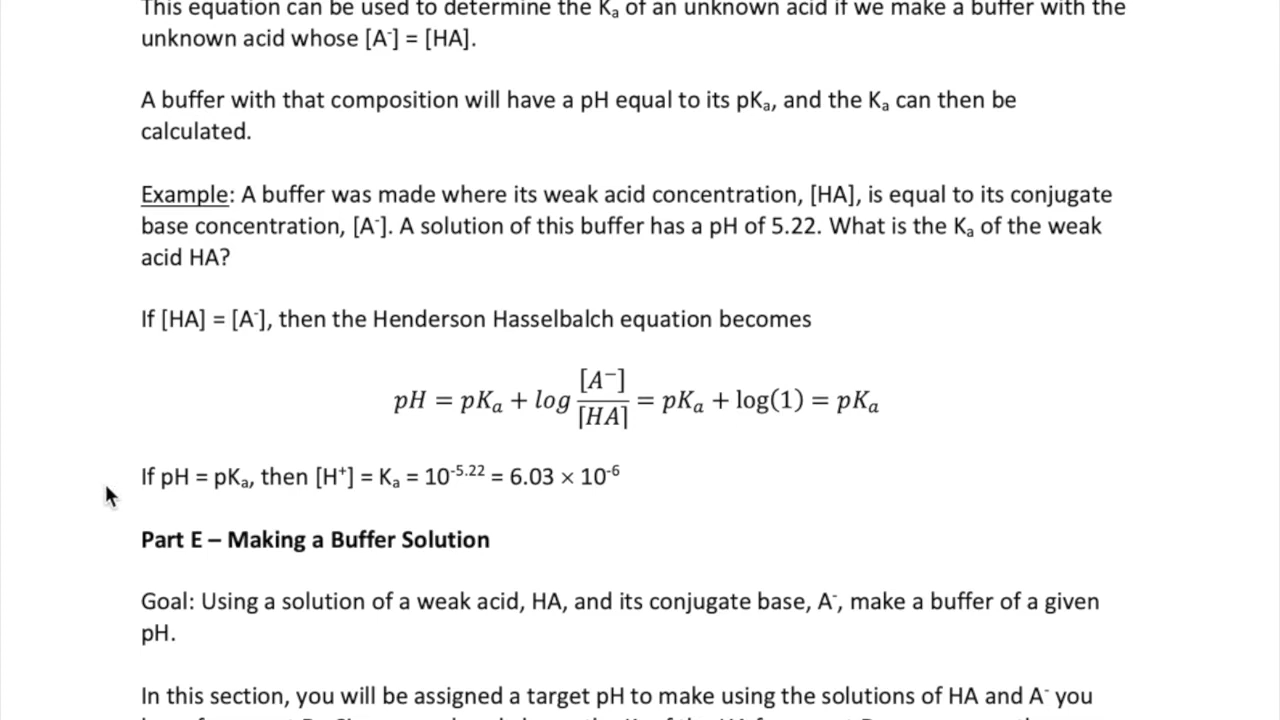 This equation can be used to determine the Kₐ of an unknown acid if we make a buffer with the
unknown acid whose [A⁻] = [HA].
A buffer with that composition will have a pH equal to its pKₐ, and the Kₐ can then be
calculated.
Example: A buffer was made where its weak acid concentration, [HA], is equal to its conjugate
base concentration, [A⁻]. A solution of this buffer has a pH of 5.22. What is the Kₐ of the weak
acid HA?
If [HA] = [A⁻], then the Henderson Hasselbalch equation becomes
pH = pKₐ + log [A⁻]/[HA] = pKₐ + log(1) = pKₐ
If pH = pKₐ, then [H⁺] = Kₐ = 10⁻⁵·²² = 6.03 × 10⁻⁶
Part E – Making a Buffer Solution
Goal: Using a solution of a weak acid, HA, and its conjugate base, A⁻, make a buffer of a given
pH.
In this section, you will be assigned a target pH to make using the solutions of HA and A⁻ you